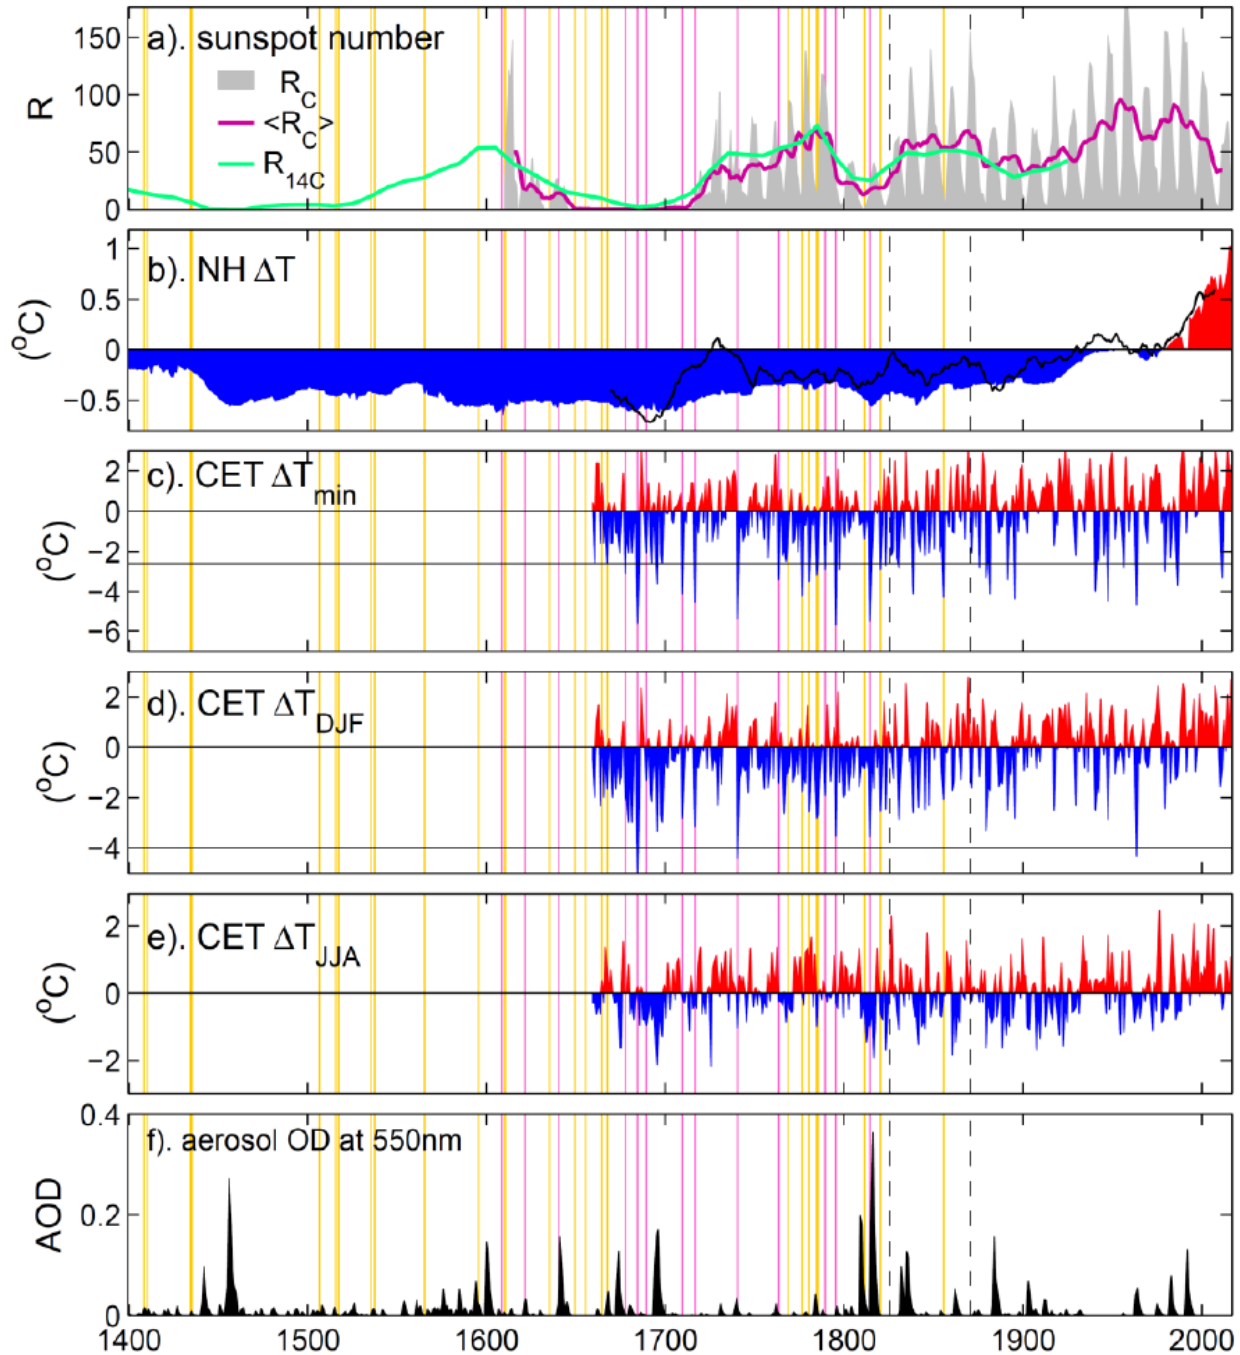 a). sunspot number
R_C
<R_C>
R_14C
R
150
100
50
0
b). NH ΔT
(°C)
1
0.5
0
−0.5
c). CET ΔT_min
(°C)
2
0
−2
−4
−6
d). CET ΔT_DJF
(°C)
2
0
−2
−4
e). CET ΔT_JJA
(°C)
2
0
−2
f). aerosol OD at 550nm
AOD
0.4
0.2
0
1400 1500 1600 1700 1800 1900 2000